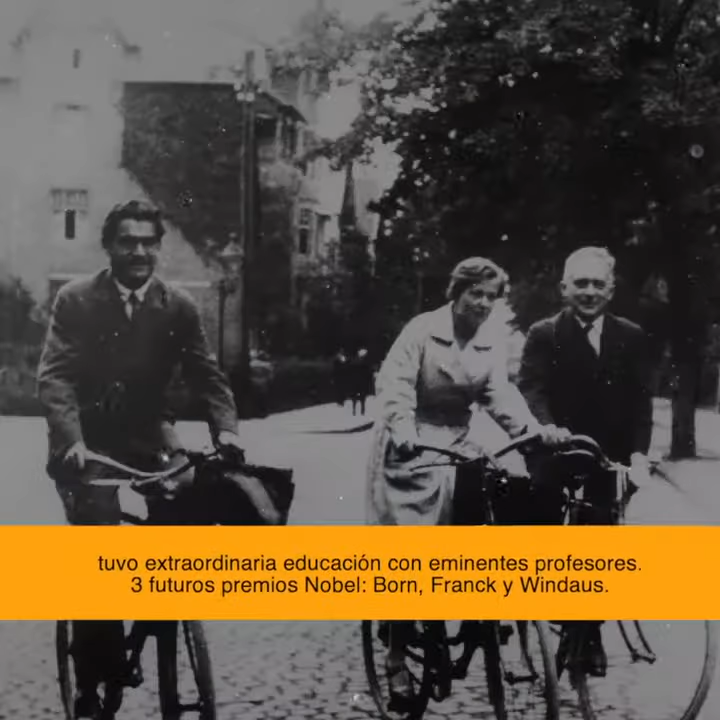 tuvo extraordinaria educación con eminentes profesores.
3 futuros premios Nobel: Born, Franck y Windaus.